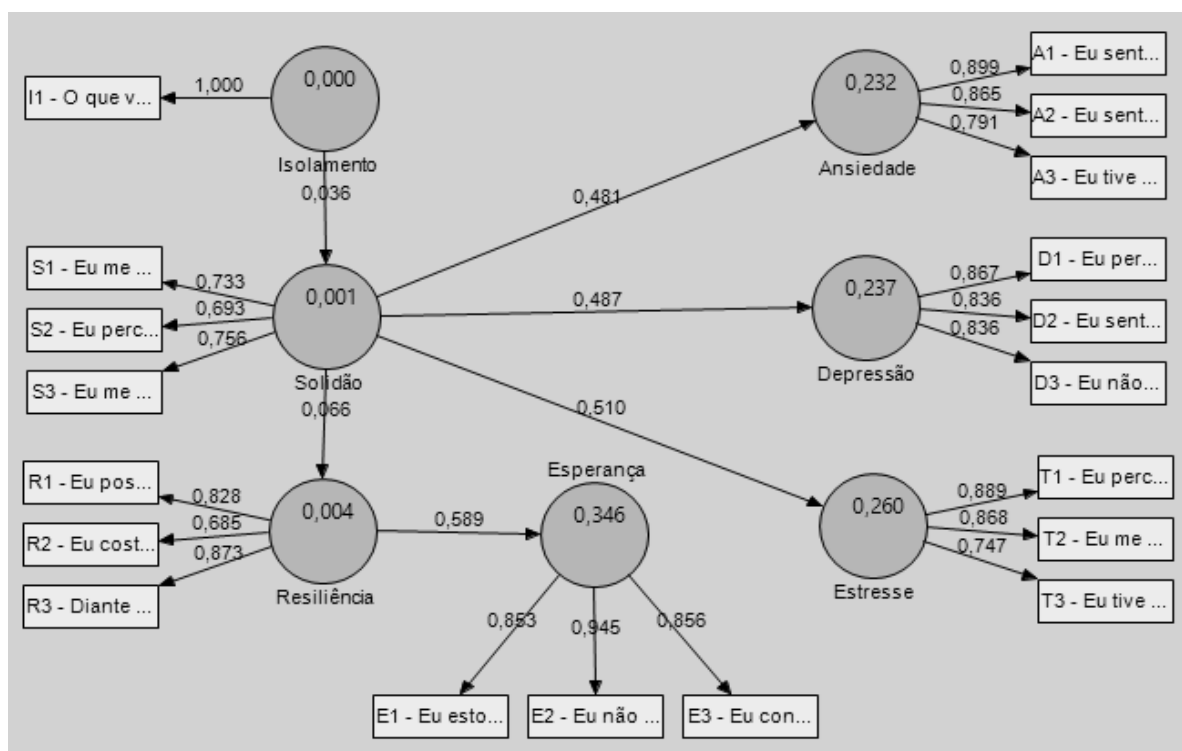 I1 - O que v...
1,000
0,000
Isolamento
0,036
0,232
Ansiedade
0,899
0,865
0,791
A1 - Eu sent...
A2 - Eu sent...
A3 - Eu tive ...
0,481
S1 - Eu me ...
S2 - Eu perc...
S3 - Eu me ...
0,733
0,693
0,756
0,001
Solidão
0,066
0,487
0,237
Depressão
0,867
0,836
0,836
D1 - Eu per...
D2 - Eu sent...
D3 - Eu não...
0,510
R1 - Eu pos...
R2 - Eu cost...
R3 - Diante ...
0,828
0,685
0,873
0,004
Resiliência
0,589
Esperança
0,346
0,853
0,945
0,856
E1 - Eu esto...
E2 - Eu não ...
E3 - Eu con...
0,260
Estresse
0,889
0,868
0,747
T1 - Eu perc...
T2 - Eu me ...
T3 - Eu tive ...